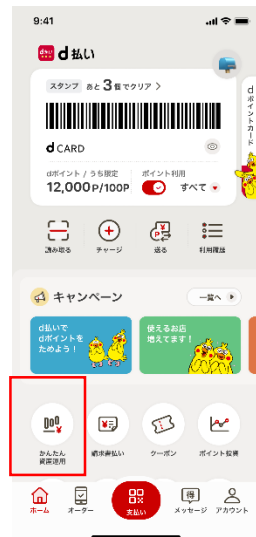 9:41
d払い
スタンプ あと3個でクリア >
d CARD
dポイント / うち限定 ポイント利用
12,000P/100P すべて
dポイントカード
読み取る チャージ 送る 利用履歴
キャンペーン 一覧へ
d払いで
dポイントを
ためよう!
使えるお店
増えてます!
かんたん
資産運用
請求書払い クーポン ポイント投資
ホーム オーダー 支払い メッセージ アカウント